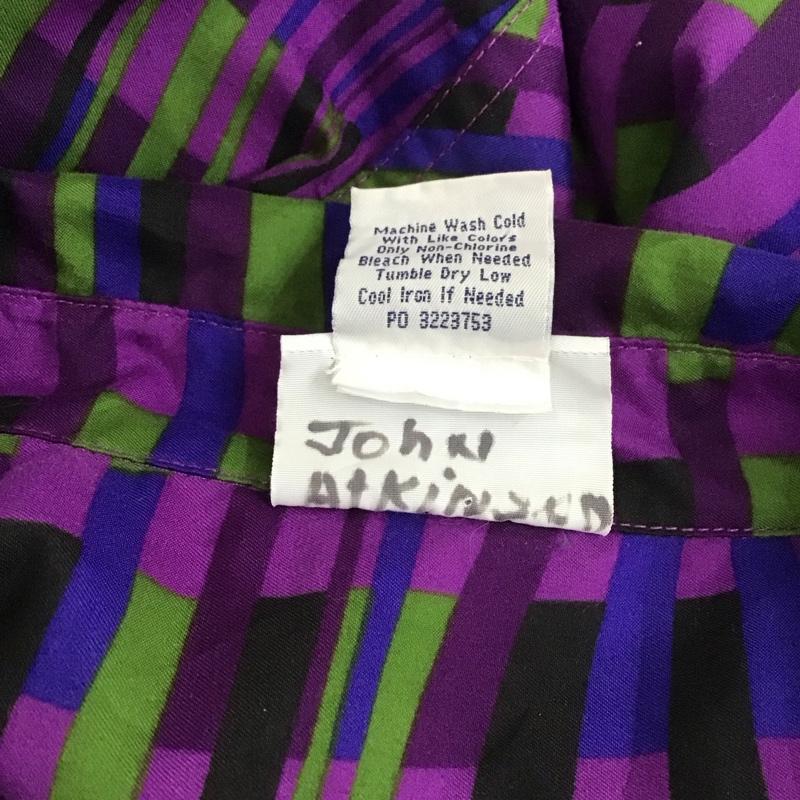 Machine Wash Cold
With Like Colors
Only Non-Chlorine
Bleach When Needed
Tumble Dry Low
Cool Iron If Needed
PO 3223753
John
Atkinson